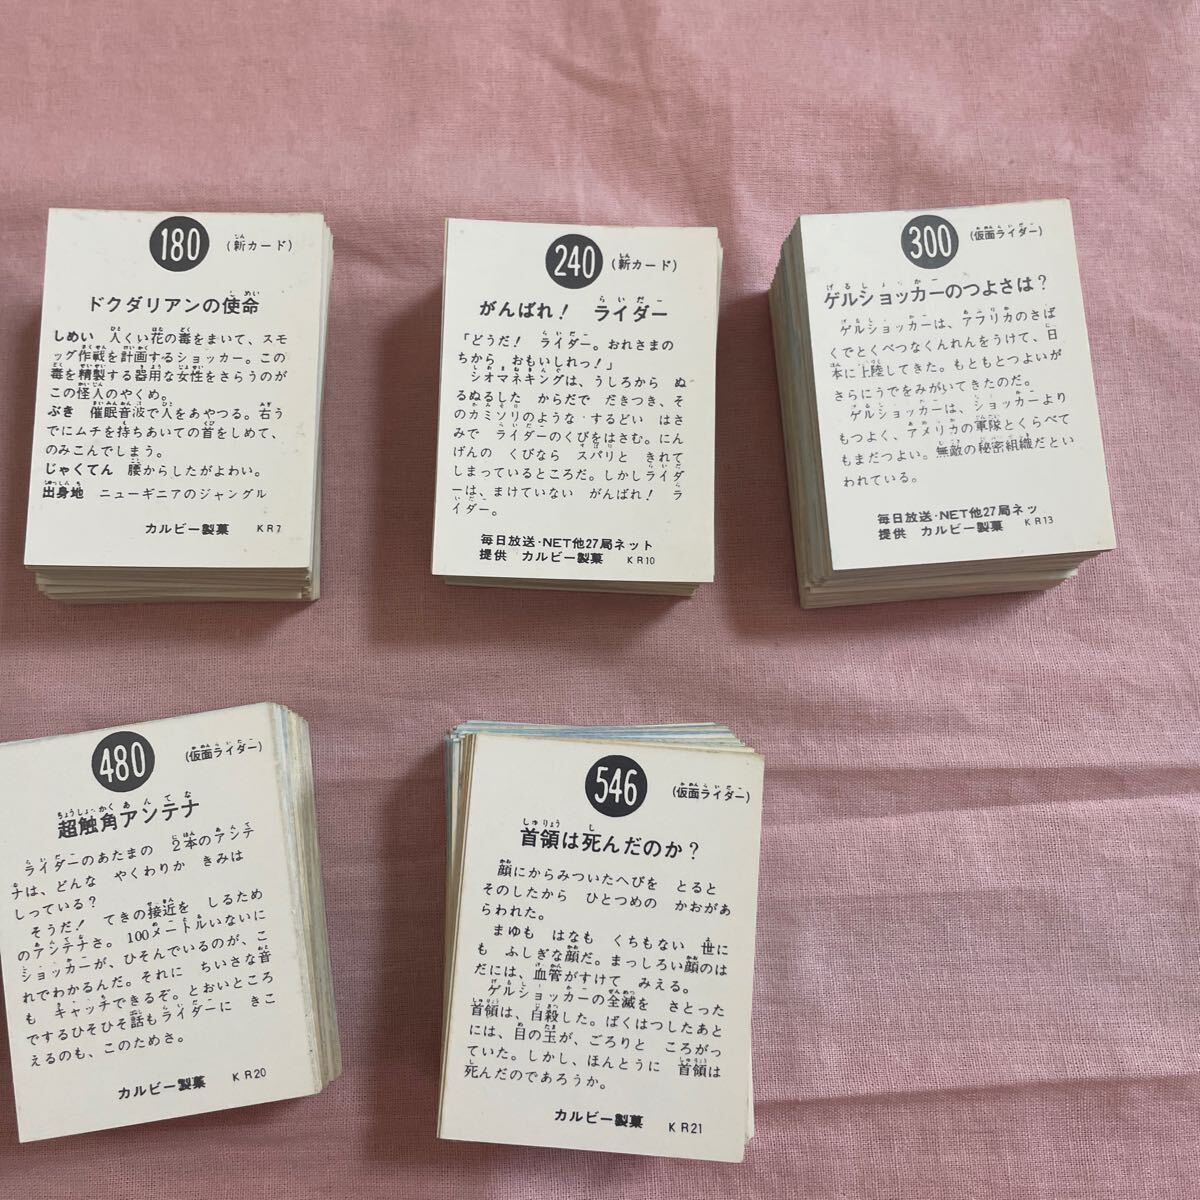 180
(新カード)
ドクダリアンの使命
しめい　人くい花の毒をまいて、スモ
ッグ作戦を計画するショッカー。この
毒を精製する器用な女性をさらうのが
この怪人のやくめ。
ぶき　催眠音波で人をあやつる。右う
でにムチを持ちあいての首をしめて、
のみこんでしまう。
じゃくてん　腰からしたがよわい。
出身地　ニューギニアのジャングル
カルビー製菓　KR7
240
(新カード)
がんばれ！　ライダー
「どうだ！　ライダー。おれさまの
ちから　おもいしれっ！」
シオマネキングは、うしろから　ぬ
るぬるした　からだで　だきつき、そ
のカミソリのような　するどい　はさ
みで　ライダーのくびをはさむ。にん
げんの　くびなら　スパリと　きれて
しまっているところだ。しかしライダ
ーは、まけていない　がんばれ！　ラ
イダー。
毎日放送・NET他27局ネット
提供　カルビー製菓　KR10
300
(仮面ライダー)
ゲルショッカーのつよさは？
ゲルショッカーは、アフリカのさば
くでとくべつなくんれんをうけて、日
本に上陸してきた。もともとつよいが
さらにうでをみがいてきたのだ。
ゲルショッカーは、ショッカーより
もつよく、アメリカの軍隊とくらべて
もまだつよい。無敵の秘密組織だとい
われている。
毎日放送・NET他27局ネッ
提供　カルビー製菓　KR13
480
(仮面ライダー)
超触角アンテナ
ライダーのあたまの　2本のアンテ
ナは、どんな　やくわりか　きみは
しっている？
そうだ！　てきの接近を　しるため
のアンテナさ。100メートルいないに
ショッカーが、ひそんでいるのが、こ
れでわかるんだ。それに　ちいさな音
も　キャッチできるぞ。とおいところ
でするひそひそ話もライダーに　きこ
えるのも、このためさ。
カルビー製菓　KR20
546
(仮面ライダー)
首領は死んだのか？
顔にからみついたへびを　とると
そのしたから　ひとつめの　かおがあ
らわれた。
まゆも　はなも　くちもない　世に
も　ふしぎな顔だ。まっしろい顔のは
だには、血管がすけて　みえる。
ゲルショッカーの全滅を　さとった
首領は、自殺した。ばくはつしたあと
には、目の玉が、ごろりと　ころがっ
ていた。しかし、ほんとうに　首領は
死んだのであろうか。
カルビー製菓　KR21